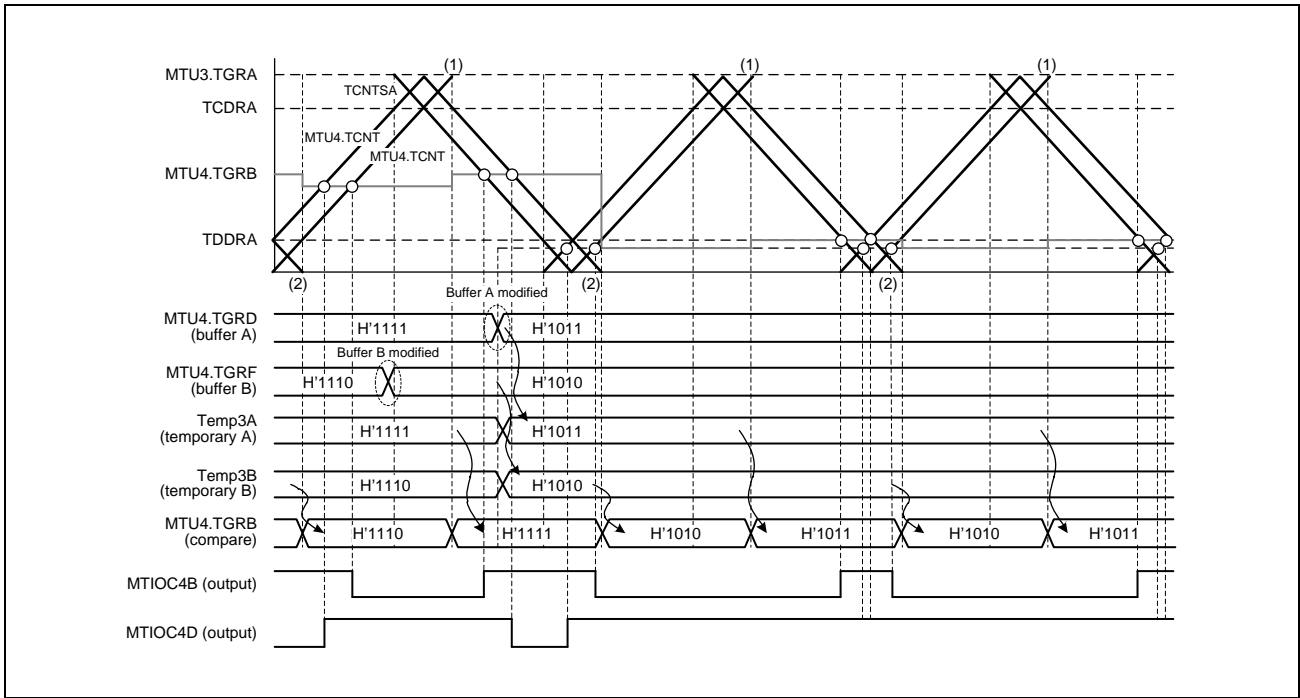 MTU3.TGRA
TCDRA
MTU4.TGRB
TDDRA
(1)
(1)
(1)
TCNTSA
MTU4.TCNT
MTU4.TCNT
(2)
(2)
(2)
Buffer A modified
MTU4.TGRD
(buffer A)
H'1111
H'1011
Buffer B modified
MTU4.TGRF
(buffer B)
H'1110
H'1010
Temp3A
(temporary A)
H'1111
H'1011
Temp3B
(temporary B)
H'1110
H'1010
MTU4.TGRB
(compare)
H'1110
H'1111
H'1010
H'1011
H'1010
H'1011
MTIOC4B (output)
MTIOC4D (output)